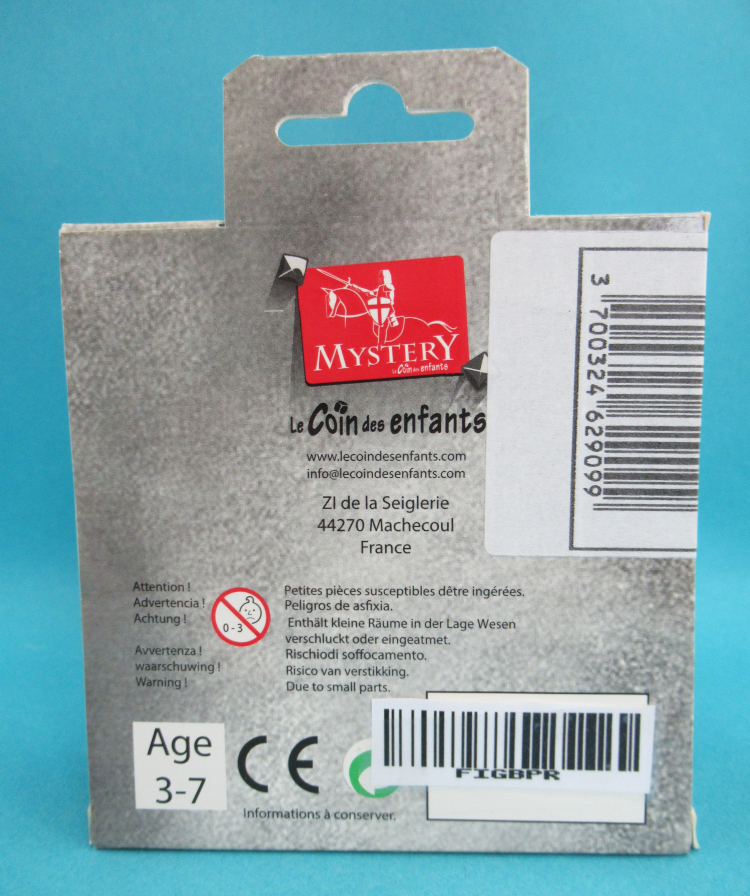 MYSTERY
Le Coin des enfants
Le Coin des enfants
www.lecoindesenfants.com
info@lecoindesenfants.com
ZI de la Seiglerie
44270 Machecoul
France
3 700324 629099
Attention !
Advertencia !
Achtung !
Avvertenza !
waarschuwing !
Warning !
0-3
Petites pièces susceptibles dêtre ingérées.
Peligros de asfixia.
Enthält kleine Räume in der Lage Wesen
verschluckt oder eingeatmet.
Rischiodi soffocamento.
Risico van verstikking.
Due to small parts.
Age
3-7
CE
FIGBPR
Informations à conserver.